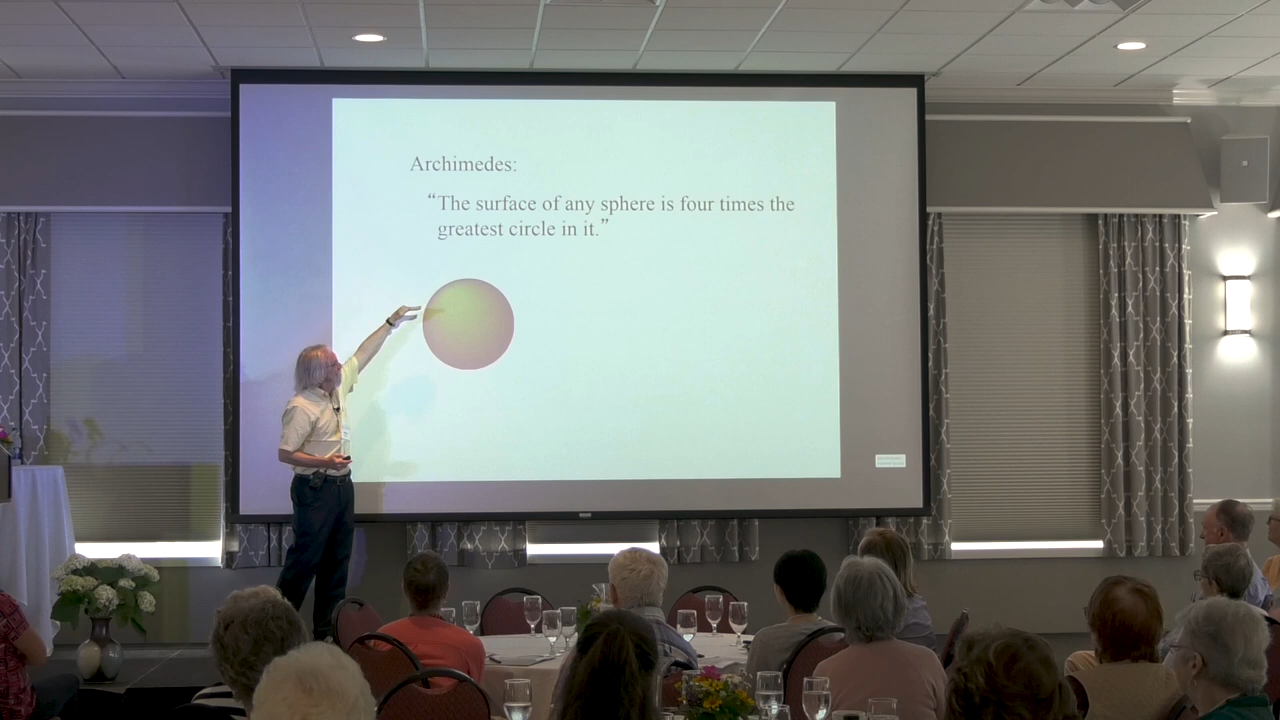 Archimedes:
“The surface of any sphere is four times the
greatest circle in it.”